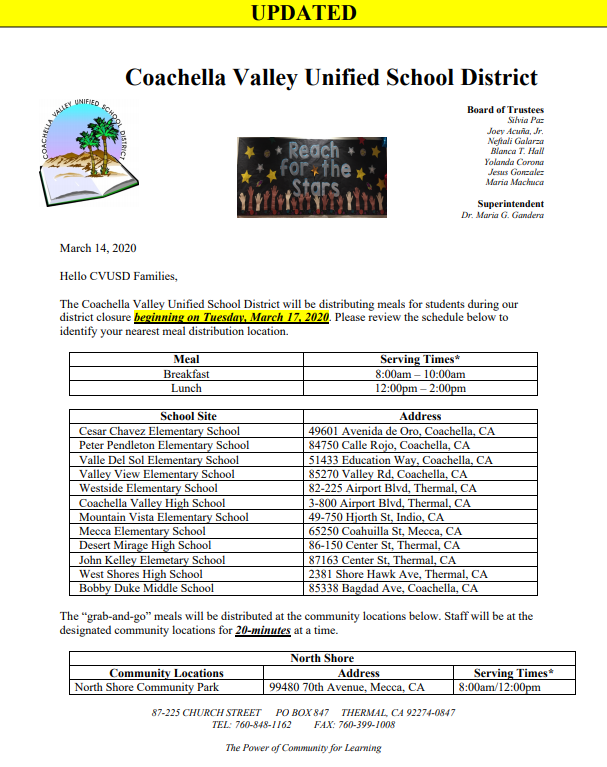 UPDATED
Coachella Valley Unified School District
COACHELLA VALLEY UNIFIED SCHOOL DISTRICT
Reach
for the
Stars
Board of Trustees
Silvia Paz
Joey Acuña, Jr.
Neftali Galarza
Blanca T. Hall
Yolanda Corona
Jesus Gonzalez
Maria Machuca
Superintendent
Dr. Maria G. Gandera
March 14, 2020
Hello CVUSD Families,
The Coachella Valley Unified School District will be distributing meals for students during our
district closure beginning on Tuesday, March 17, 2020. Please review the schedule below to
identify your nearest meal distribution location.
Meal Serving Times*
Breakfast 8:00am – 10:00am
Lunch 12:00pm – 2:00pm
School Site Address
Cesar Chavez Elementary School 49601 Avenida de Oro, Coachella, CA
Peter Pendleton Elementary School 84750 Calle Rojo, Coachella, CA
Valle Del Sol Elementary School 51433 Education Way, Coachella, CA
Valley View Elementary School 85270 Valley Rd, Coachella, CA
Westside Elementary School 82-225 Airport Blvd, Thermal, CA
Coachella Valley High School 3-800 Airport Blvd, Thermal, CA
Mountain Vista Elementary School 49-750 Hjorth St, Indio, CA
Mecca Elementary School 65250 Coahuilla St, Mecca, CA
Desert Mirage High School 86-150 Center St, Thermal, CA
John Kelley Elemetary School 87163 Center St, Thermal, CA
West Shores High School 2381 Shore Hawk Ave, Thermal, CA
Bobby Duke Middle School 85338 Bagdad Ave, Coachella, CA
The “grab-and-go” meals will be distributed at the community locations below. Staff will be at the
designated community locations for 20-minutes at a time.
North Shore
Community Locations Address Serving Times*
North Shore Community Park 99480 70th Avenue, Mecca, CA 8:00am/12:00pm
87-225 CHURCH STREET PO BOX 847 THERMAL, CA 92274-0847
TEL: 760-848-1162 FAX: 760-399-1008
The Power of Community for Learning